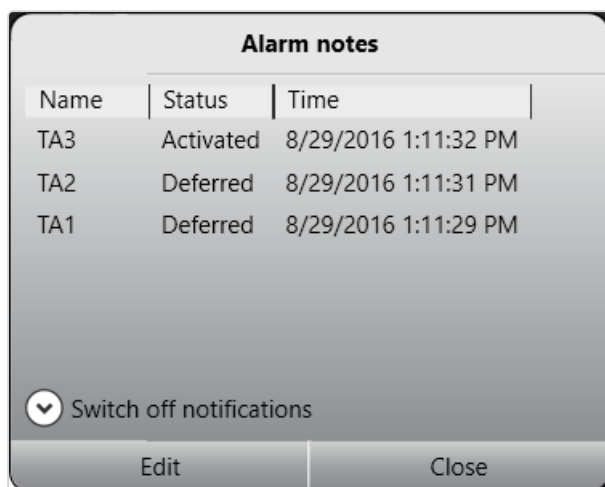 Alarm notes
Name Status Time
TA3 Activated 8/29/2016 1:11:32 PM
TA2 Deferred 8/29/2016 1:11:31 PM
TA1 Deferred 8/29/2016 1:11:29 PM
Switch off notifications
Edit Close